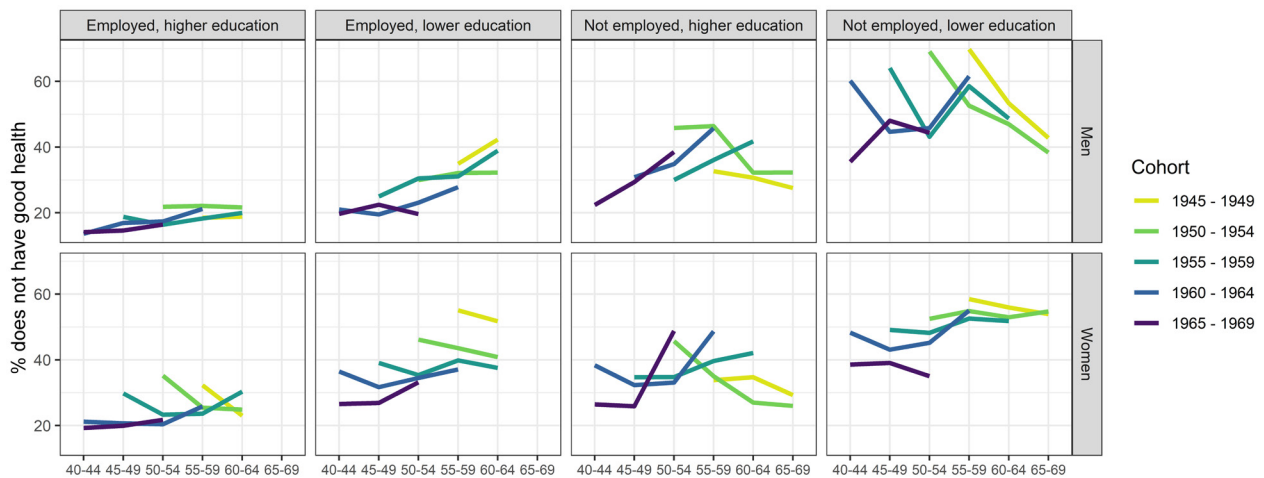 Employed, higher education
Employed, lower education
Not employed, higher education
Not employed, lower education
% does not have good health
60
40
20
Men
60
40
20
Women
40-44 45-49 50-54 55-59 60-64 65-69
40-44 45-49 50-54 55-59 60-64 65-69
40-44 45-49 50-54 55-59 60-64 65-69
40-44 45-49 50-54 55-59 60-64 65-69
Cohort
1945 - 1949
1950 - 1954
1955 - 1959
1960 - 1964
1965 - 1969